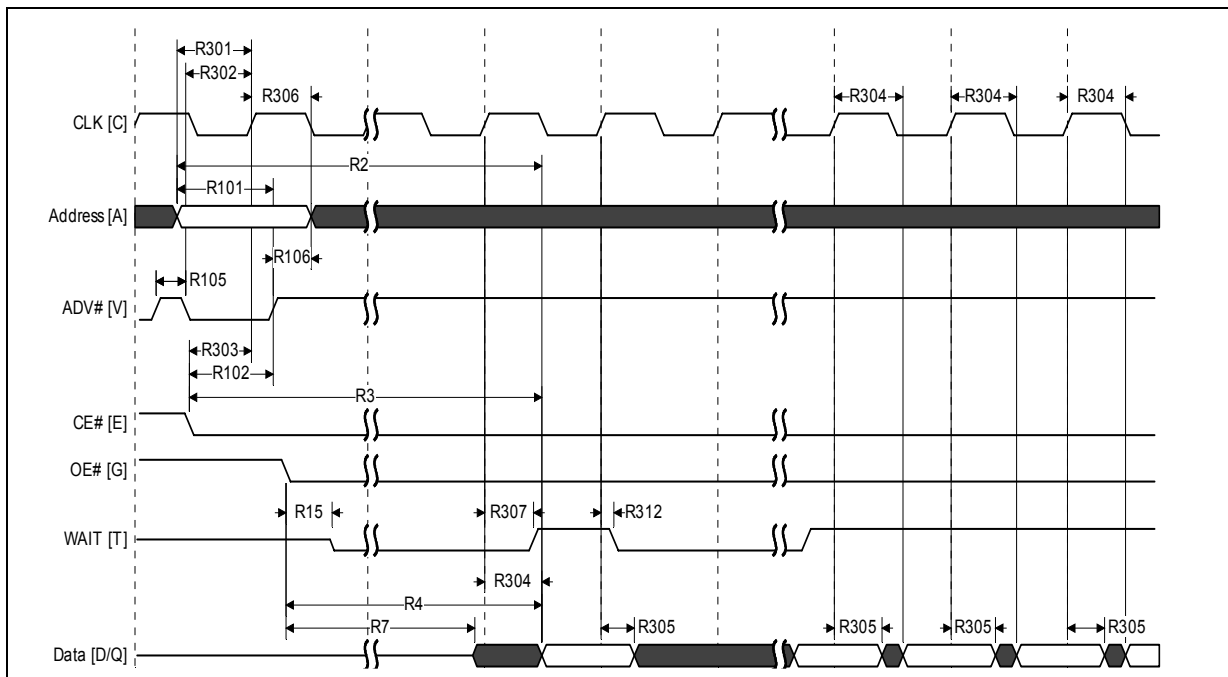 R301
R302
R306
R304
R304
R304
CLK [C]
R2
R101
Address [A]
R106
R105
ADV# [V]
R303
R102
R3
CE# [E]
OE# [G]
R15
R307
R312
WAIT [T]
R304
R4
R7
R305
R305
R305
R305
Data [D/Q]